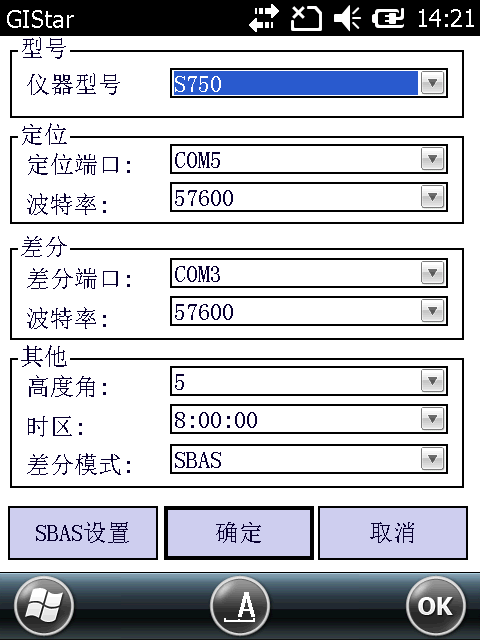 GIStar 14:21
型号
仪器型号 S750
定位
定位端口: COM5
波特率: 57600
差分
差分端口: COM3
波特率: 57600
其他
高度角: 5
时区: 8:00:00
差分模式: SBAS
SBAS设置 确定 取消
A OK